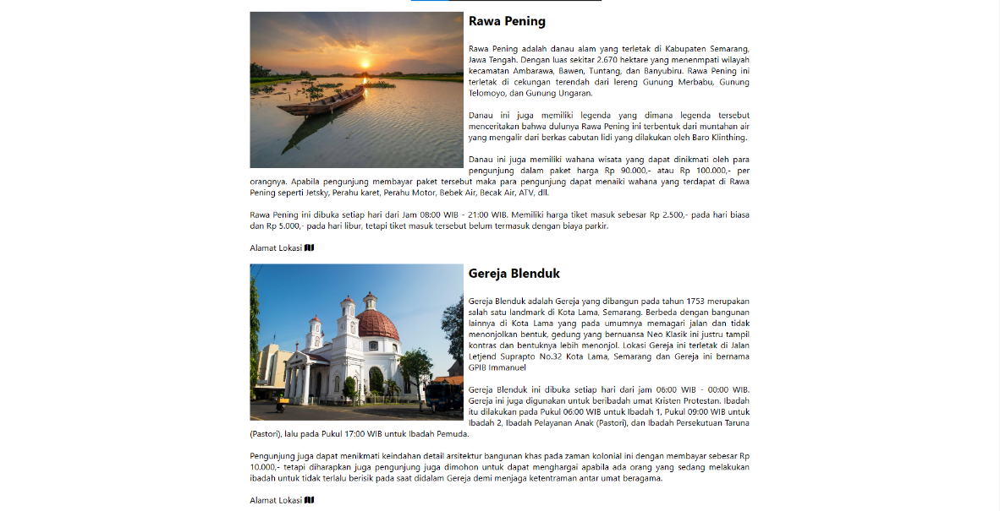 Rawa Pening
Rawa Pening adalah danau alam yang terletak di Kabupaten Semarang,
Jawa Tengah. Dengan luas sekitar 2.670 hektare yang menenmpati wilayah
kecamatan Ambarawa, Bawen, Tuntang, dan Banyubiru. Rawa Pening ini
terletak di cekungan terendah dari lereng Gunung Merbabu, Gunung
Telomoyo, dan Gunung Ungaran.
Danau ini juga memiliki legenda yang dimana legenda tersebut
menceritakan bahwa dulunya Rawa Pening ini terbentuk dari muntahan air
yang mengalir dari berkas cabutan lidi yang dilakukan oleh Baro Klinthing.
Danau ini juga memiliki wahana wisata yang dapat dinikmati oleh para
pengunjung dalam paket harga Rp 90.000,- atau Rp 100.000,- per
orangnya. Apabila pengunjung membayar paket tersebut maka para pengunjung dapat menaiki wahana yang terdapat di Rawa
Pening seperti Jetsky, Perahu karet, Perahu Motor, Bebek Air, Becak Air, ATV, dll.
Rawa Pening ini dibuka setiap hari dari Jam 08:00 WIB - 21:00 WIB. Memiliki harga tiket masuk sebesar Rp 2.500,- pada hari biasa
dan Rp 5.000,- pada hari libur, tetapi tiket masuk tersebut belum termasuk dengan biaya parkir.
Alamat Lokasi
Gereja Blenduk
Gereja Blenduk adalah Gereja yang dibangun pada tahun 1753 merupakan
salah satu landmark di Kota Lama, Semarang. Berbeda dengan bangunan
lainnya di Kota Lama yang pada umumnya memagari jalan dan tidak
menonjolkan bentuk, gedung yang bernuansa Neo Klasik ini justru tampil
kontras dan bentuknya lebih menonjol. Lokasi Gereja ini terletak di Jalan
Letjend Suprapto No.32 Kota Lama, Semarang dan Gereja ini bernama
GPIB Immanuel
Gereja Blenduk ini dibuka setiap hari dari jam 06:00 WIB - 00:00 WIB.
Gereja ini juga digunakan untuk beribadah umat Kristen Protestan. Ibadah
itu dilakukan pada Pukul 06:00 WIB untuk Ibadah 1, Pukul 09:00 WIB untuk
Ibadah 2, Ibadah Pelayanan Anak (Pastori), dan Ibadah Persekutuan Taruna
(Pastori), lalu pada Pukul 17:00 WIB untuk Ibadah Pemuda.
Pengunjung juga dapat menikmati keindahan detail arsitektur bangunan khas pada zaman kolonial ini dengan membayar sebesar Rp
10.000,- tetapi diharapkan juga pengunjung juga dimohon untuk dapat menghargai apabila ada orang yang sedang melakukan
ibadah untuk tidak terlalu berisik pada saat didalam Gereja demi menjaga ketentraman antar umat beragama.
Alamat Lokasi